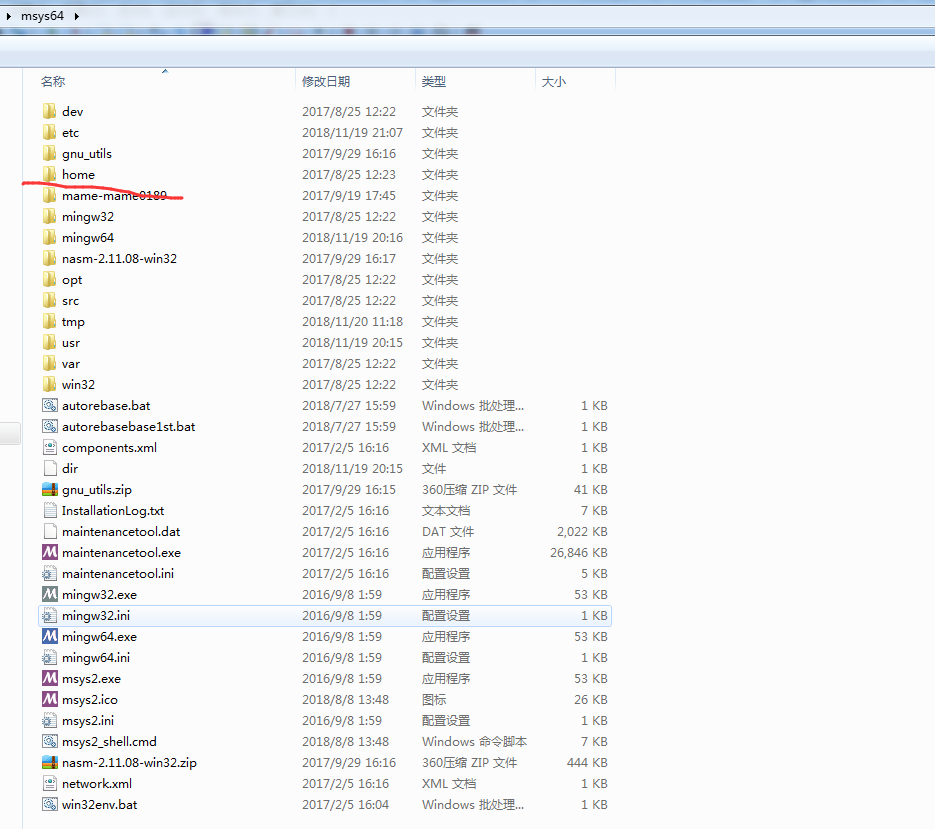 msys64
名称 修改日期 类型 大小
dev 2017/8/25 12:22 文件夹
etc 2018/11/19 21:07 文件夹
gnu_utils 2017/9/29 16:16 文件夹
home 2017/8/25 12:23 文件夹
mame-mame0189 2017/9/19 17:45 文件夹
mingw32 2017/8/25 12:22 文件夹
mingw64 2018/11/19 20:16 文件夹
nasm-2.11.08-win32 2017/9/29 16:17 文件夹
opt 2017/8/25 12:22 文件夹
src 2017/8/25 12:22 文件夹
tmp 2018/11/20 11:18 文件夹
usr 2018/11/19 20:15 文件夹
var 2017/8/25 12:22 文件夹
win32 2017/8/25 12:22 文件夹
autorebase.bat 2018/7/27 15:59 Windows 批处理... 1 KB
autorebasebase1st.bat 2018/7/27 15:59 Windows 批处理... 1 KB
components.xml 2017/2/5 16:16 XML 文档 1 KB
dir 2018/11/19 20:15 文件 1 KB
gnu_utils.zip 2017/9/29 16:15 360压缩 ZIP 文件 41 KB
InstallationLog.txt 2017/2/5 16:16 文本文档 7 KB
maintenancetool.dat 2017/2/5 16:16 DAT 文件 2,022 KB
maintenancetool.exe 2017/2/5 16:16 应用程序 26,846 KB
maintenancetool.ini 2017/2/5 16:16 配置设置 5 KB
mingw32.exe 2016/9/8 1:59 应用程序 53 KB
mingw32.ini 2016/9/8 1:59 配置设置 1 KB
mingw64.exe 2016/9/8 1:59 应用程序 53 KB
mingw64.ini 2016/9/8 1:59 配置设置 1 KB
msys2.exe 2016/9/8 1:59 应用程序 53 KB
msys2.ico 2018/8/8 13:48 图标 26 KB
msys2.ini 2016/9/8 1:59 配置设置 1 KB
msys2_shell.cmd 2018/8/8 13:48 Windows 命令脚本 7 KB
nasm-2.11.08-win32.zip 2017/9/29 16:16 360压缩 ZIP 文件 444 KB
network.xml 2017/2/5 16:16 XML 文档 1 KB
win32env.bat 2017/2/5 16:04 Windows 批处理... 1 KB